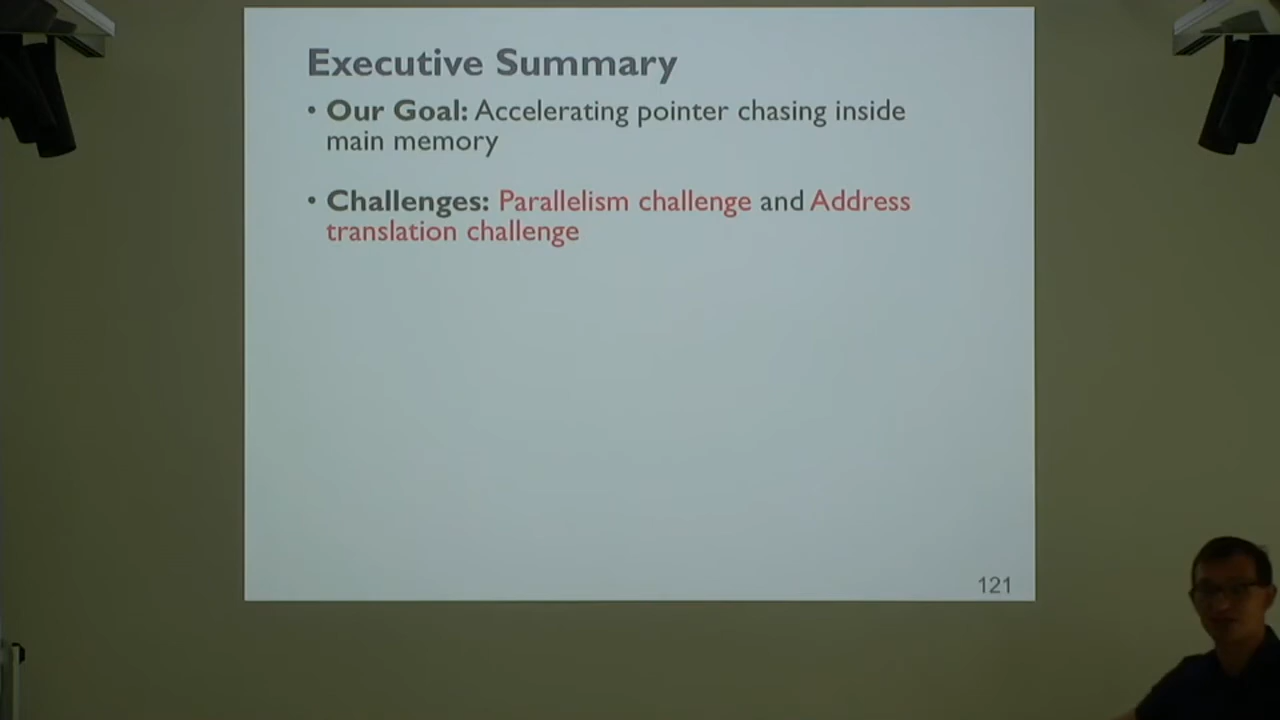 Executive Summary
• Our Goal: Accelerating pointer chasing inside
main memory
• Challenges: Parallelism challenge and Address
translation challenge
121